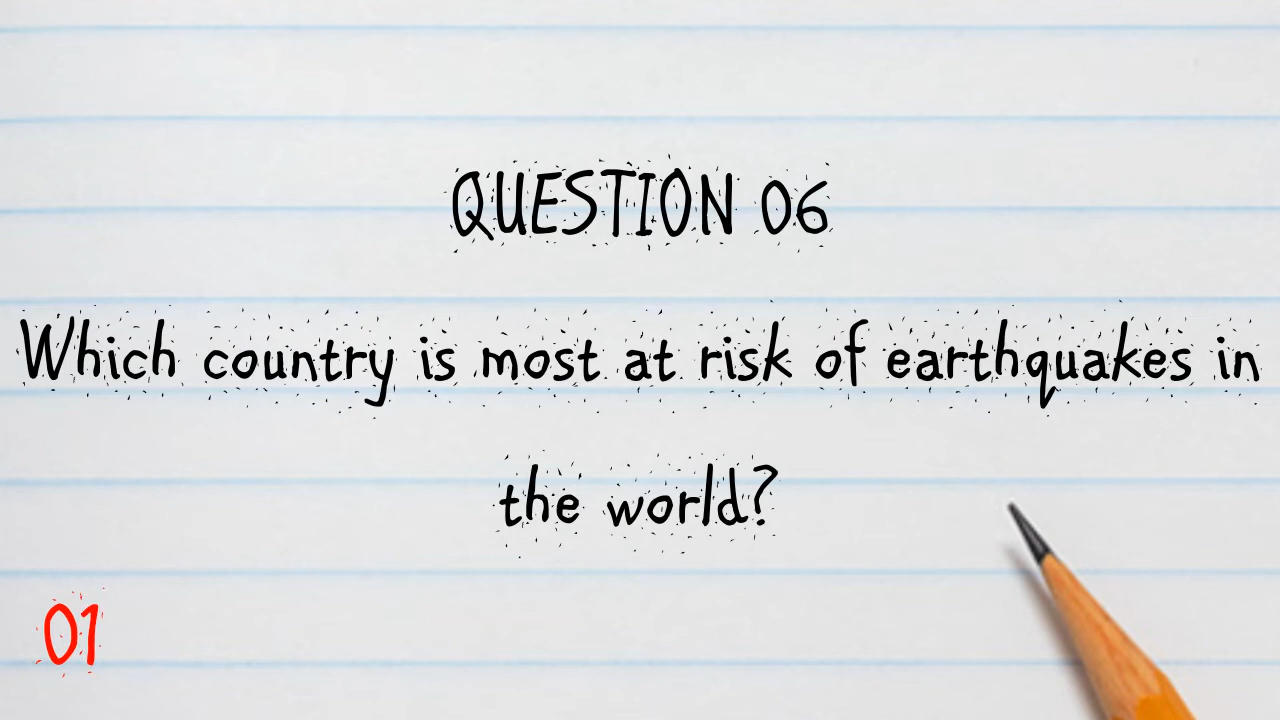 QUESTION 06
Which country is most at risk of earthquakes in
the world?
01